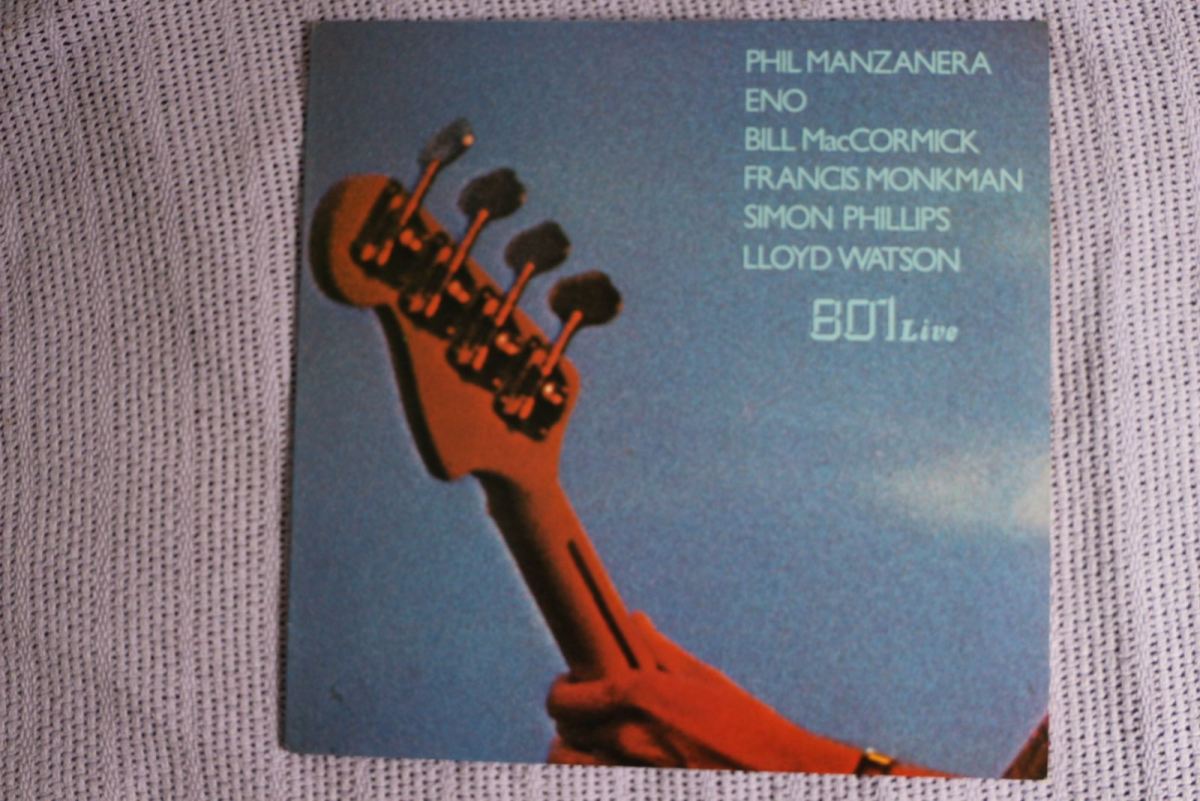 PHIL MANZANERA
ENO
BILL MacCORMICK
FRANCIS MONKMAN
SIMON PHILLIPS
LLOYD WATSON
801 Live